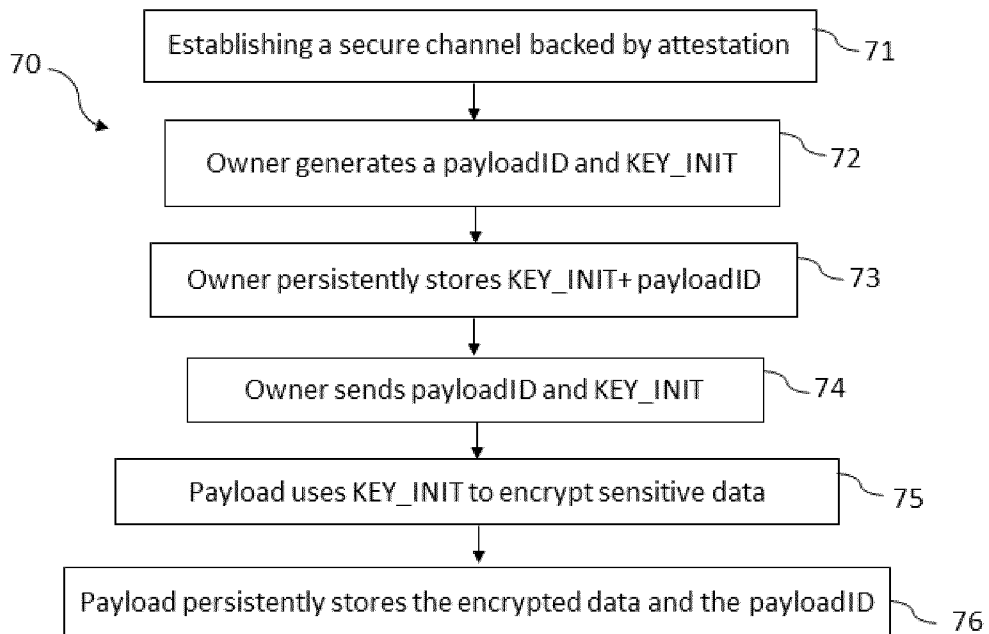 Establishing a secure channel backed by attestation
71
70
Owner generates a payloadID and KEY_INIT
72
Owner persistently stores KEY_INIT+ payloadID
73
Owner sends payloadID and KEY_INIT
74
Payload uses KEY_INIT to encrypt sensitive data
75
Payload persistently stores the encrypted data and the payloadID
76